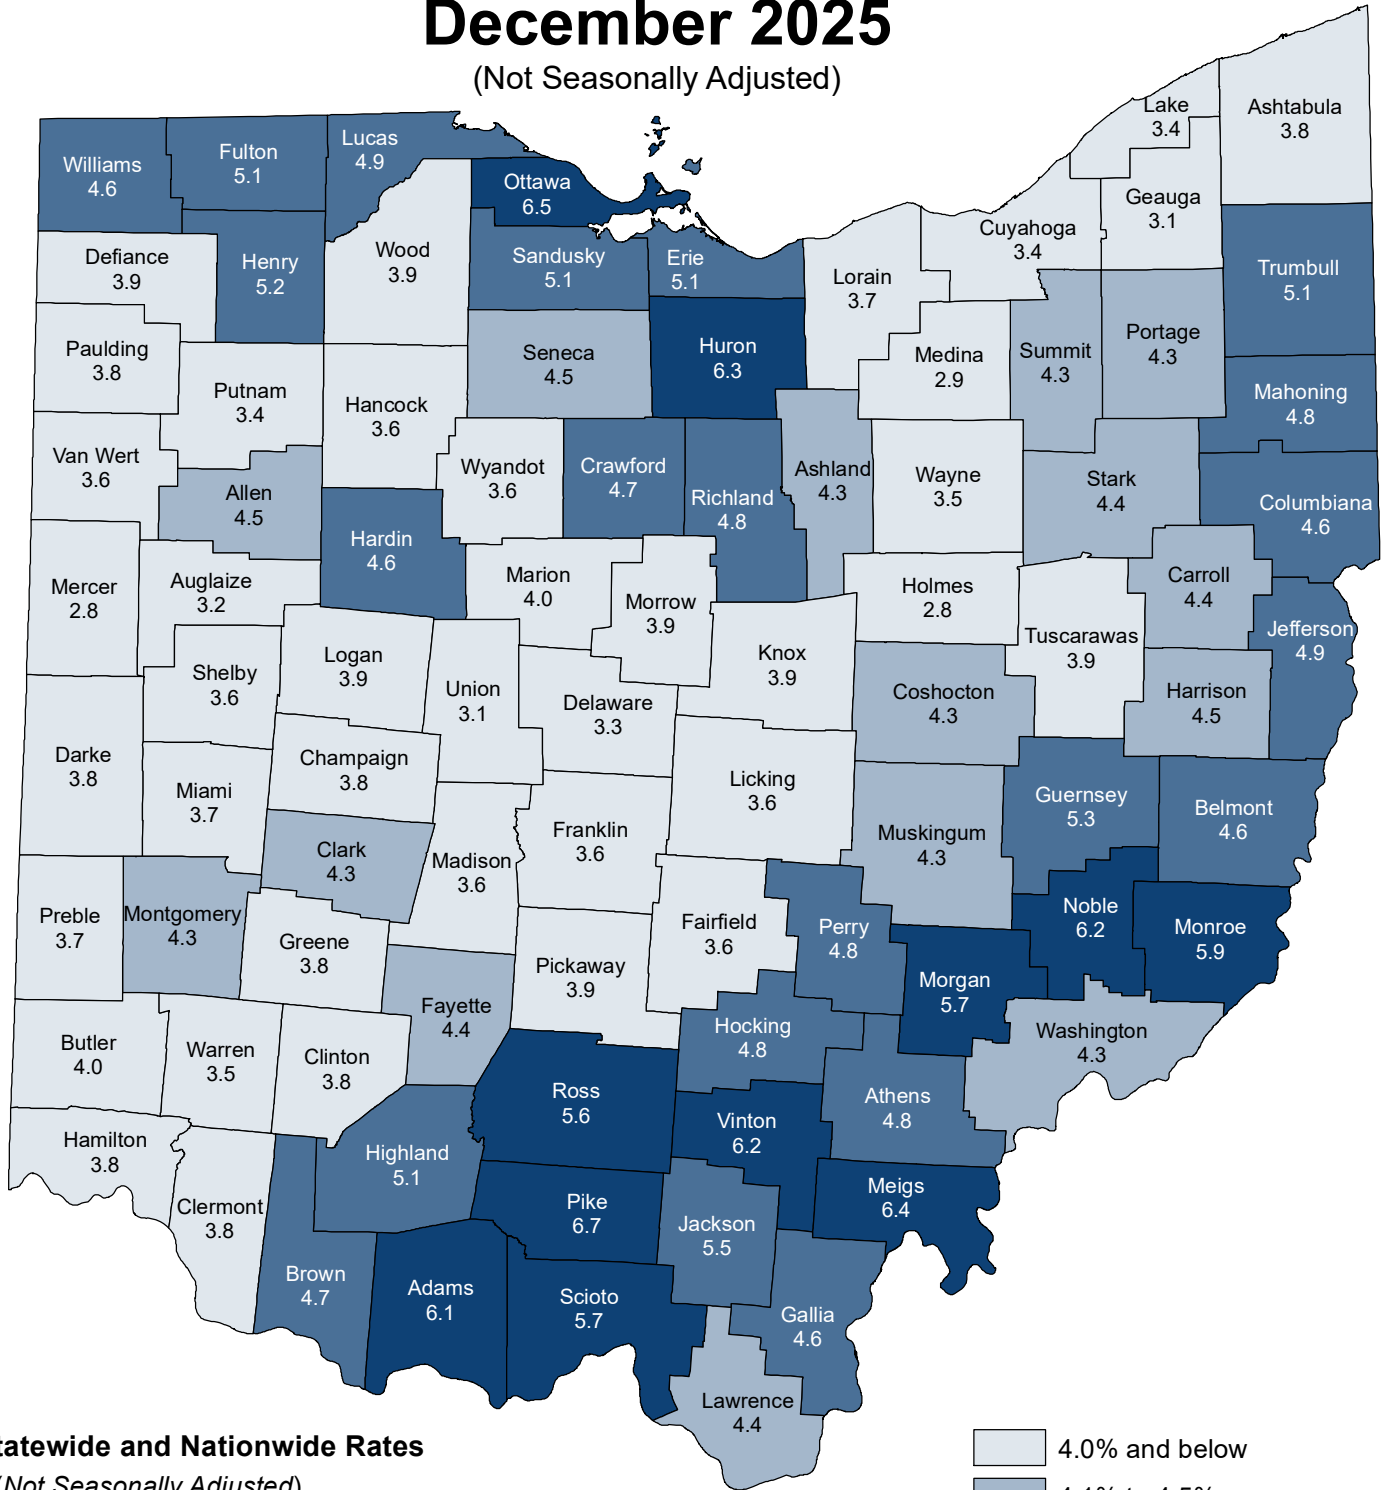 December 2025
(Not Seasonally Adjusted)
Lake
3.4
Ashtabula
3.8
Williams
4.6
Fulton
5.1
Lucas
4.9
Ottawa
6.5
Geauga
3.1
Cuyahoga
3.4
Defiance
3.9
Henry
5.2
Wood
3.9
Sandusky
5.1
Erie
5.1
Lorain
3.7
Trumbull
5.1
Paulding
3.8
Putnam
3.4
Hancock
3.6
Seneca
4.5
Huron
6.3
Medina
2.9
Summit
4.3
Portage
4.3
Mahoning
4.8
Van Wert
3.6
Allen
4.5
Wyandot
3.6
Crawford
4.7
Richland
4.8
Ashland
4.3
Wayne
3.5
Stark
4.4
Columbiana
4.6
Hardin
4.6
Mercer
2.8
Auglaize
3.2
Marion
4.0
Morrow
3.9
Holmes
2.8
Carroll
4.4
Tuscarawas
3.9
Jefferson
4.9
Shelby
3.6
Logan
3.9
Union
3.1
Delaware
3.3
Knox
3.9
Coshocton
4.3
Harrison
4.5
Darke
3.8
Miami
3.7
Champaign
3.8
Licking
3.6
Guernsey
5.3
Belmont
4.6
Clark
4.3
Madison
3.6
Franklin
3.6
Muskingum
4.3
Preble
3.7
Montgomery
4.3
Greene
3.8
Fairfield
3.6
Perry
4.8
Noble
6.2
Monroe
5.9
Pickaway
3.9
Morgan
5.7
Fayette
4.4
Hocking
4.8
Washington
4.3
Butler
4.0
Warren
3.5
Clinton
3.8
Ross
5.6
Vinton
6.2
Athens
4.8
Hamilton
3.8
Highland
5.1
Clermont
3.8
Pike
6.7
Jackson
5.5
Meigs
6.4
Brown
4.7
Adams
6.1
Scioto
5.7
Gallia
4.6
Lawrence
4.4
tatewide and Nationwide Rates
(Not Seasonally Adjusted)
4.0% and below
4.1% to 4.5%